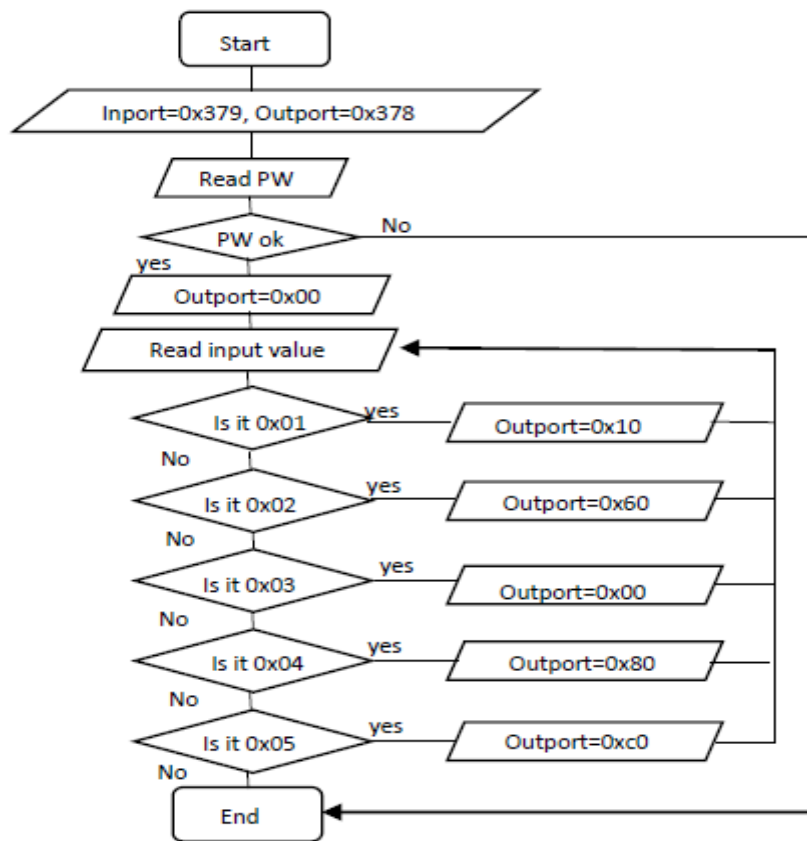 Start
Inport=0x379, Outport=0x378
Read PW
PW ok
No
yes
Outport=0x00
Read input value
Is it 0x01
yes
Outport=0x10
No
Is it 0x02
yes
Outport=0x60
No
Is it 0x03
yes
Outport=0x00
No
Is it 0x04
yes
Outport=0x80
No
Is it 0x05
yes
Outport=0xc0
No
End